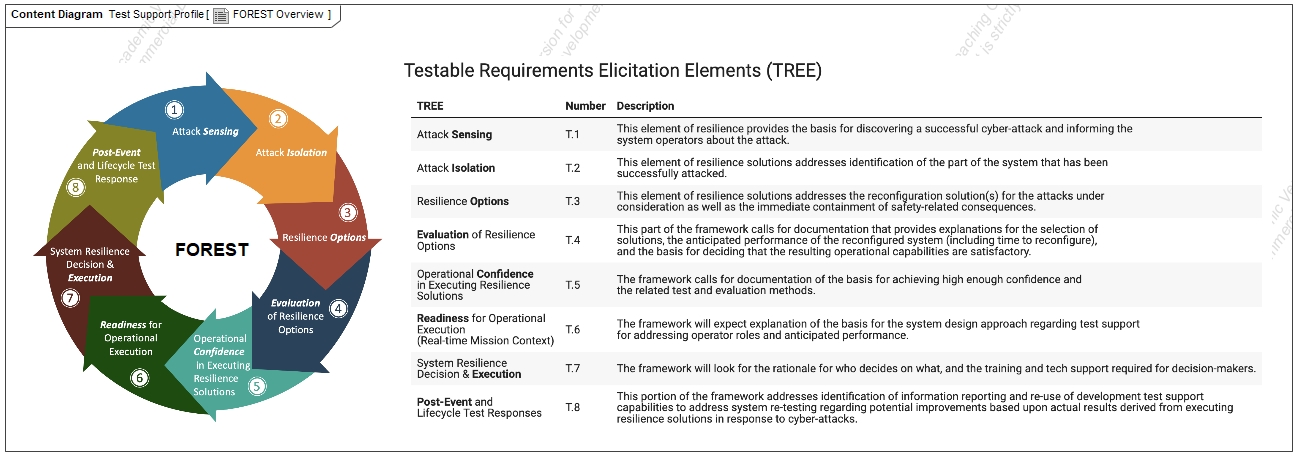 Content Diagram Test Support Profile [ FOREST Overview ]
Testable Requirements Elicitation Elements (TREE)
1
Attack Sensing
2
Attack Isolation
3
Resilience Options
4
Evaluation
of Resilience
Options
5
Operational
Confidence
in Executing
Resilience
Solutions
6
Readiness for
Operational
Execution
7
System Resilience
Decision &
Execution
8
Post-Event
and Lifecycle Test
Response
FOREST
TREE Number Description
Attack Sensing T.1 This element of resilience provides the basis for discovering a successful cyber-attack and informing the
system operators about the attack.
Attack Isolation T.2 This element of resilience solutions addresses identification of the part of the system that has been
successfully attacked.
Resilience Options T.3 This element of resilience solutions addresses the reconfiguration solution(s) for the attacks under
consideration as well as the immediate containment of safety-related consequences.
Evaluation of Resilience
Options T.4 This part of the framework calls for documentation that provides explanations for the selection of
solutions, the anticipated performance of the reconfigured system (including time to reconfigure),
and the basis for deciding that the resulting operational capabilities are satisfactory.
Operational Confidence
in Executing Resilience
Solutions T.5 The framework calls for documentation of the basis for achieving high enough confidence and
the related test and evaluation methods.
Readiness for Operational
Execution
(Real-time Mission Context) T.6 The framework will expect explanation of the basis for the system design approach regarding test support
for addressing operator roles and anticipated performance.
System Resilience
Decision & Execution T.7 The framework will look for the rationale for who decides on what, and the training and tech support required for decision-makers.
Post-Event and
Lifecycle Test Responses T.8 This portion of the framework addresses identification of information reporting and re-use of development test support
capabilities to address system re-testing regarding potential improvements based upon actual results derived from executing
resilience solutions in response to cyber-attacks.